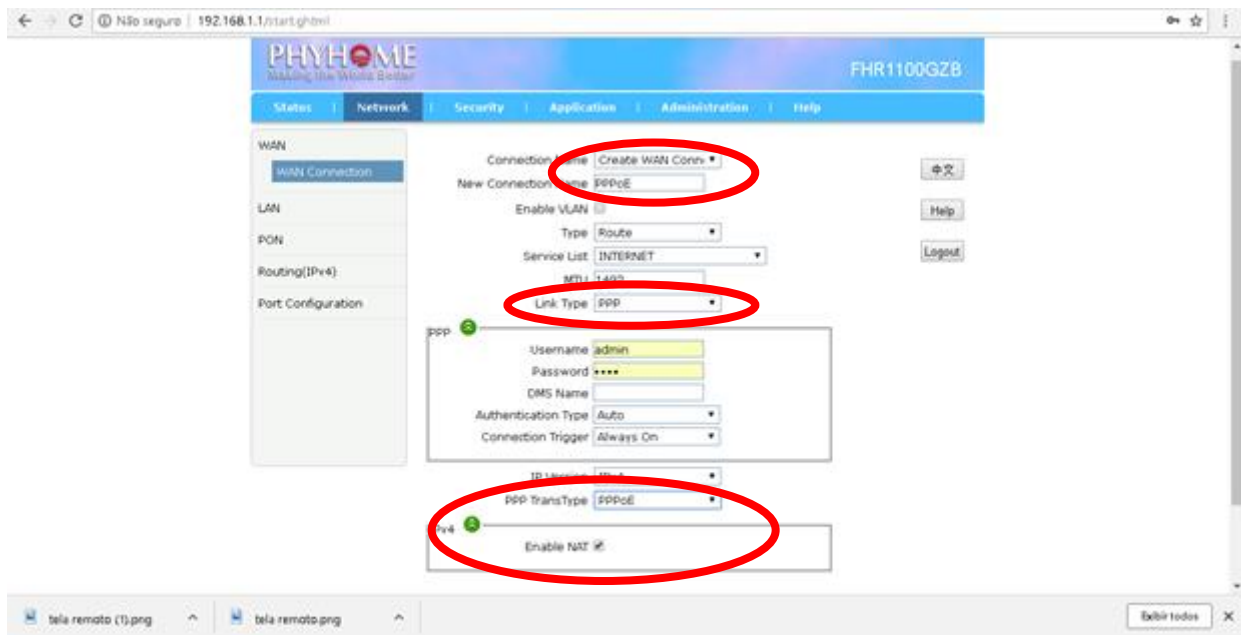 Não seguro | 192.168.1.1/start.ghtml
PHYHOME
Making the World Better
FHR1100GZB
Status | Network | Security | Application | Administration | Help
WAN
WAN Connection
LAN
PON
Routing(IPv4)
Port Configuration
Connection Name Create WAN Conn
New Connection Name PPPoE
Enable VLAN
Type Route
Service List INTERNET
MTU 1492
Link Type PPP
PPP
Username admin
Password ••••
DMS Name
Authentication Type Auto
Connection Trigger Always On
IP Version IPv4
PPP TransType PPPoE
IPv4
Enable NAT
中文
Help
Logout
tela remoto (1).png
tela remoto.png
Exibir todos